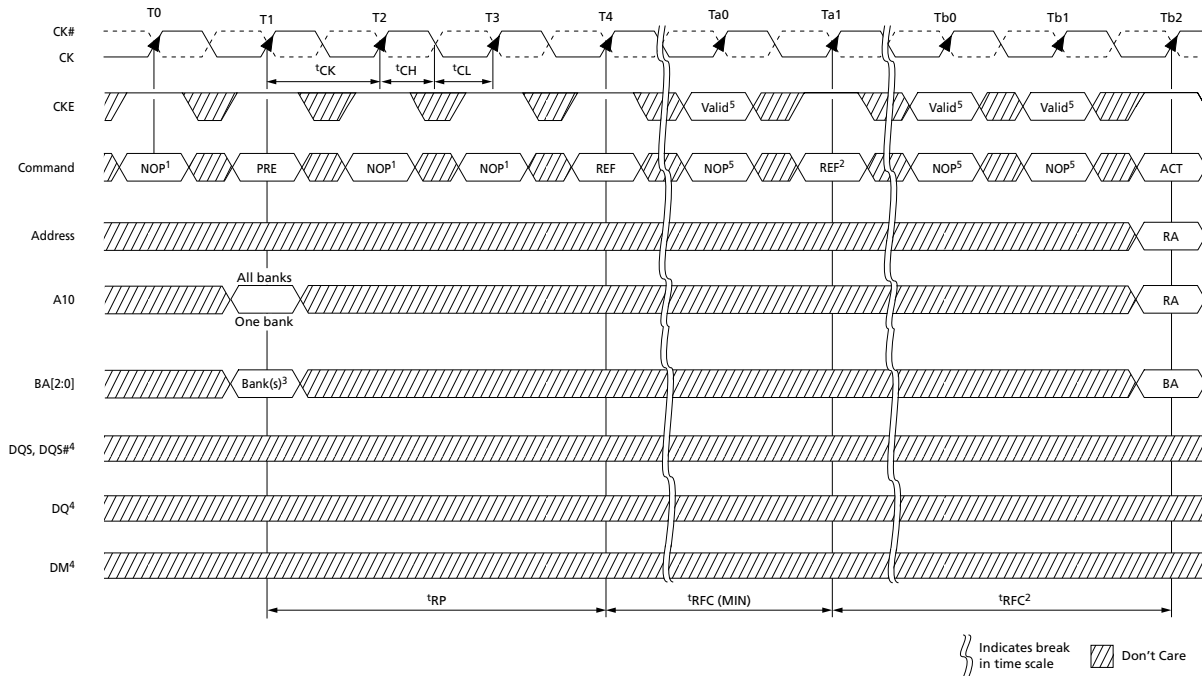 T0 T1 T2 T3 T4 Ta0 Ta1 Tb0 Tb1 Tb2
CK#
CK
tCK tCH tCL
CKE Valid5 Valid5 Valid5
Command NOP1 PRE NOP1 NOP1 REF NOP5 REF2 NOP5 NOP5 ACT
Address RA
All banks
A10 RA
One bank
BA[2:0] Bank(s)3 BA
DQS, DQS#4
DQ4
DM4
tRP tRFC (MIN) tRFC2
Indicates break
in time scale
Don't Care